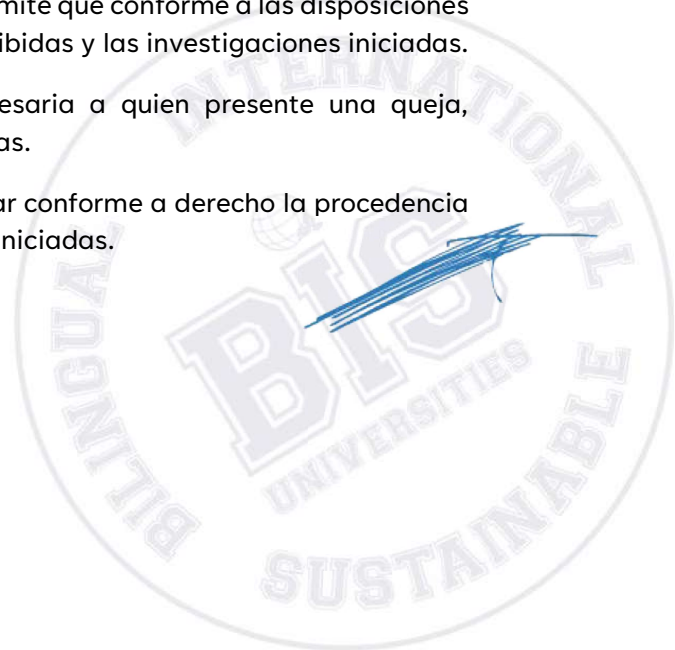 mite que conforme a las disposiciones
ibidas y las investigaciones iniciadas.
esaria a quien presente una queja,
as.
ar conforme a derecho la procedencia
iniciadas.
INTERNATIONAL
BILINGUAL
BIS
UNIVERSITIES
SUSTAINABLE